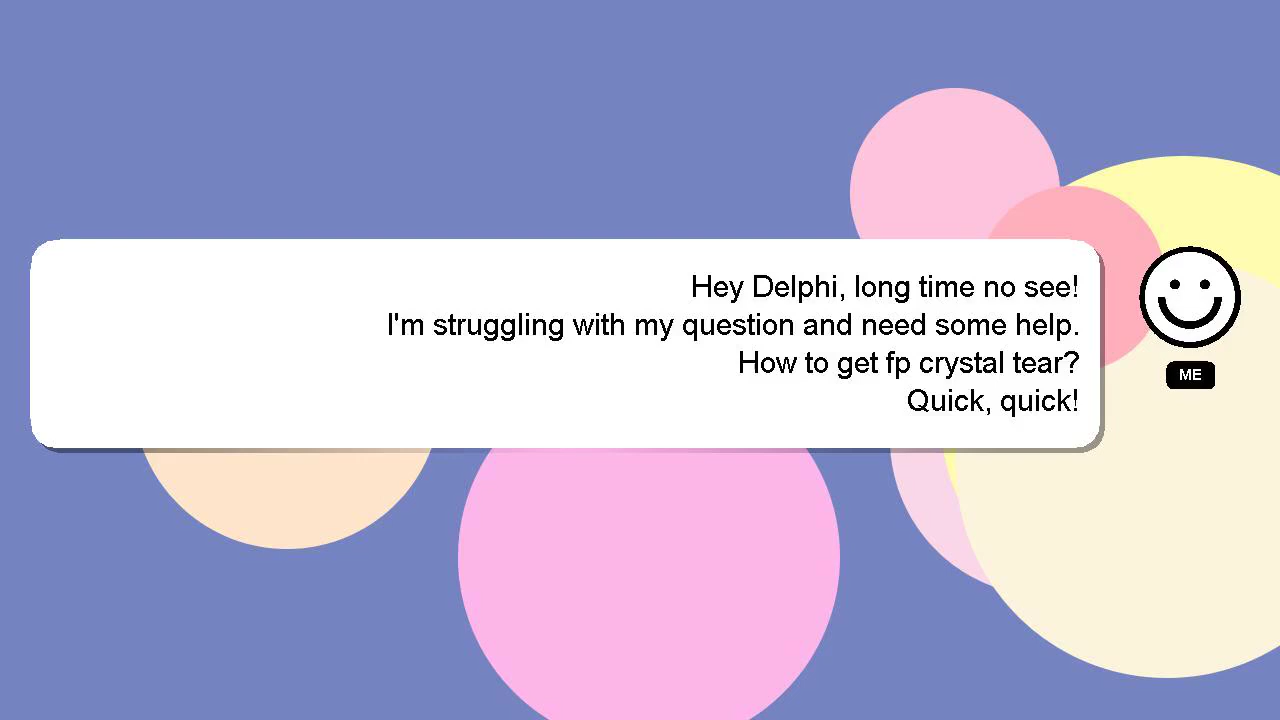 Hey Delphi, long time no see!
I'm struggling with my question and need some help.
How to get fp crystal tear?
Quick, quick!
ME